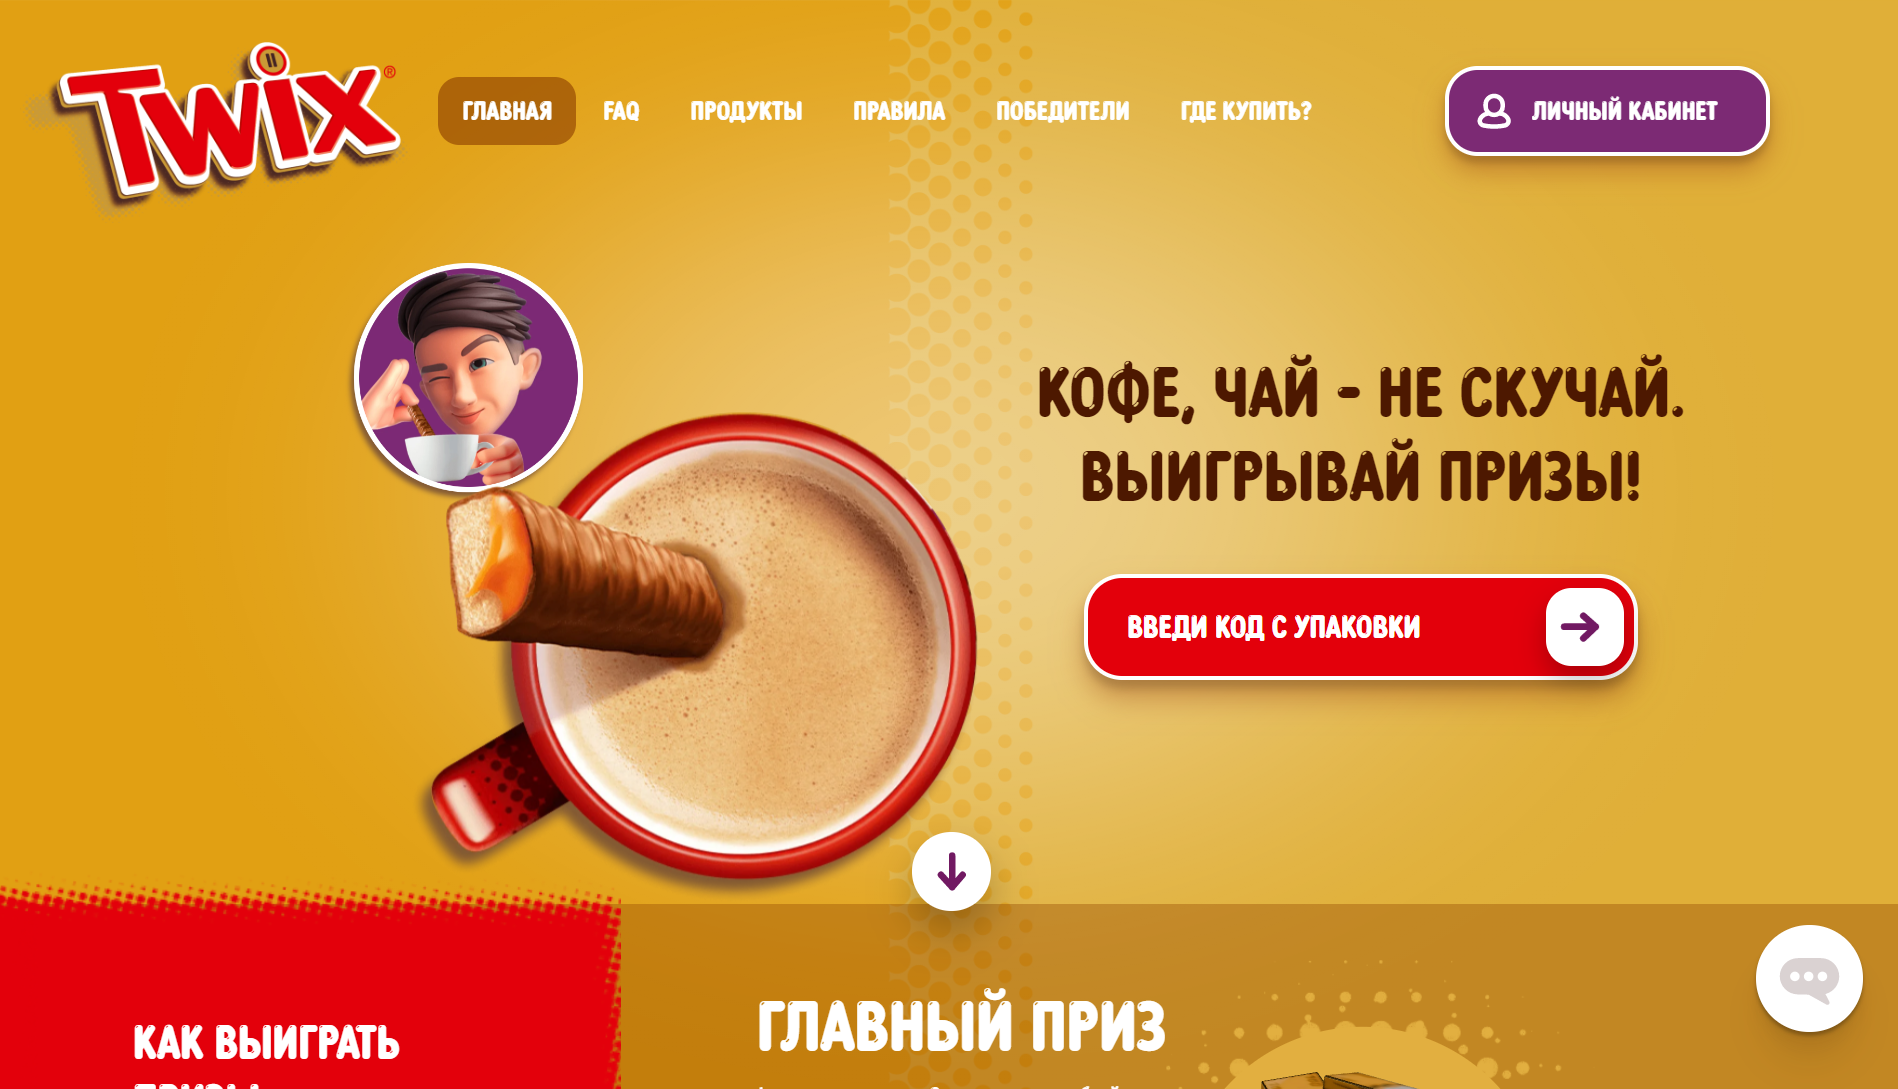 TWIX®
ГЛАВНАЯ FAQ ПРОДУКТЫ ПРАВИЛА ПОБЕДИТЕЛИ ГДЕ КУПИТЬ? ЛИЧНЫЙ КАБИНЕТ
КОФЕ, ЧАЙ - НЕ СКУЧАЙ.
ВЫИГРЫВАЙ ПРИЗЫ!
ВВЕДИ КОД С УПАКОВКИ
ГЛАВНЫЙ ПРИЗ
КАК ВЫИГРАТЬ